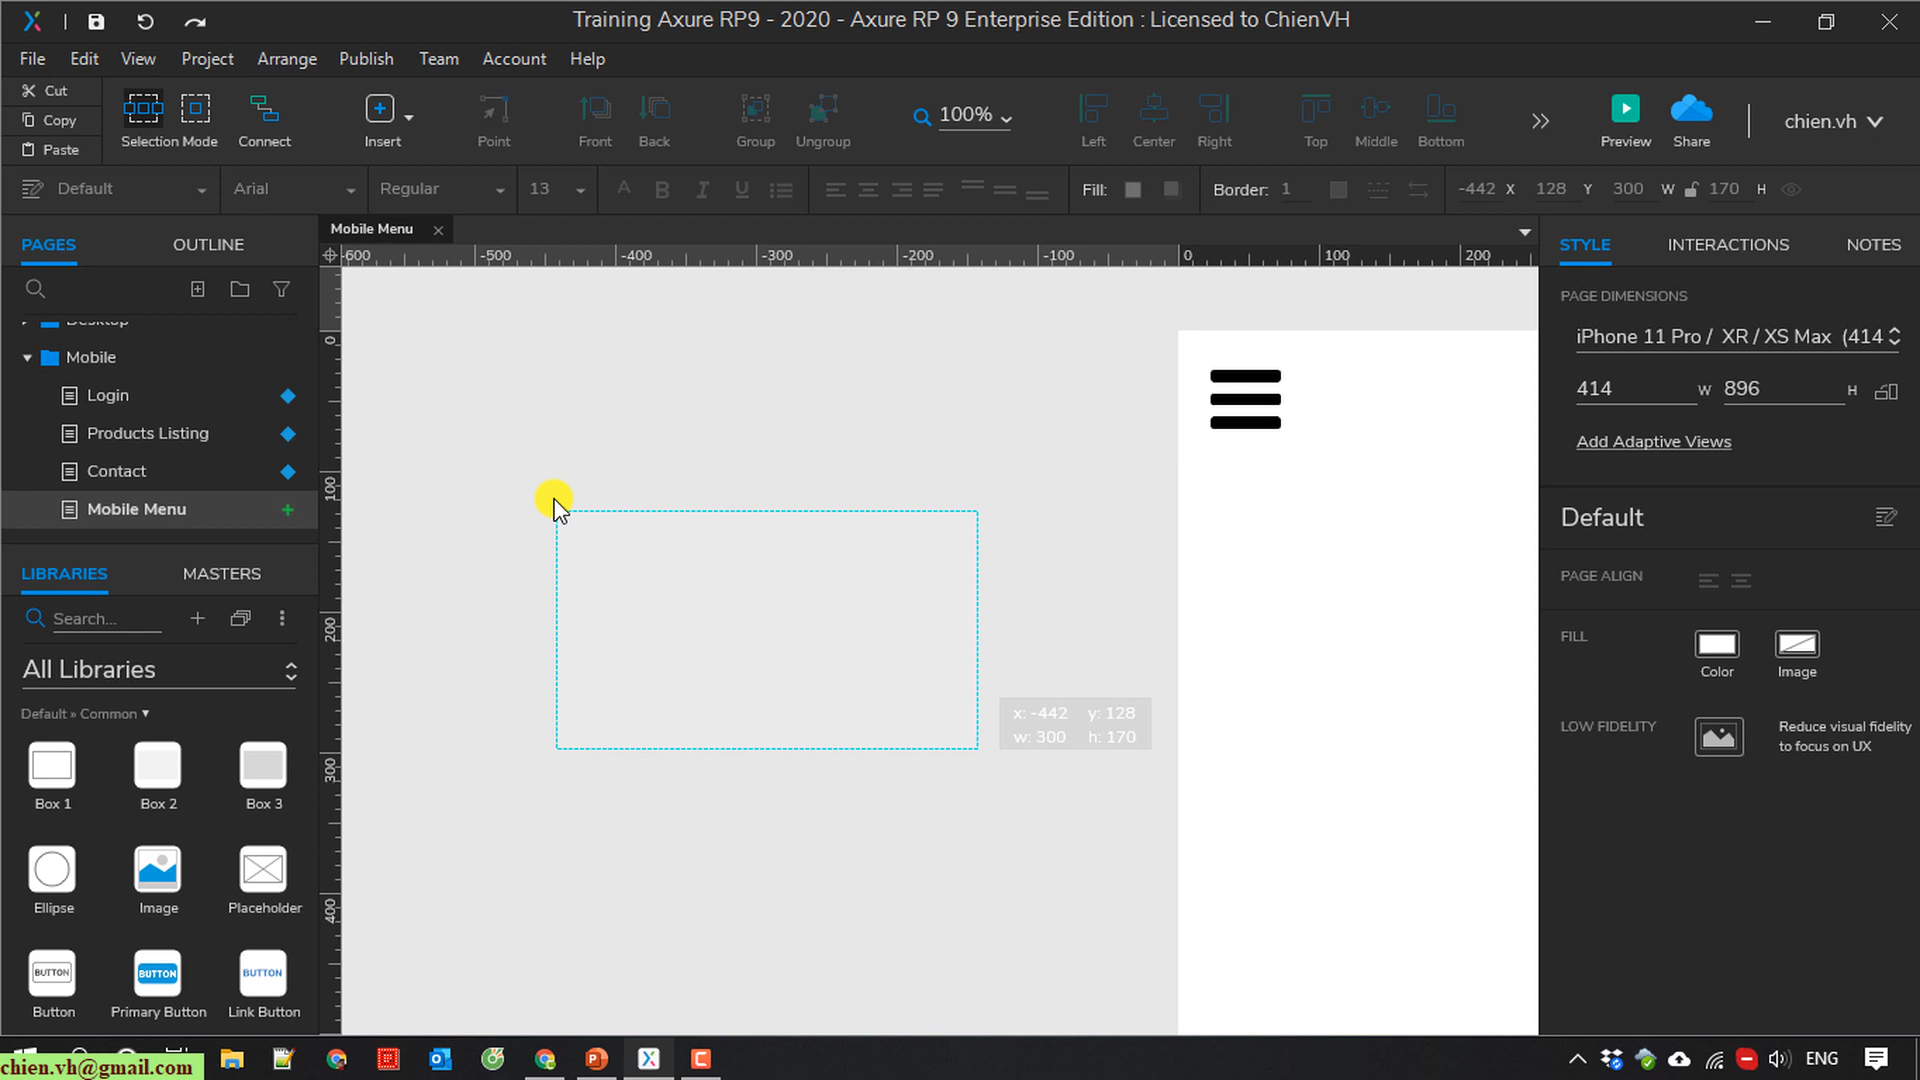 Training Axure RP9 - 2020 - Axure RP 9 Enterprise Edition : Licensed to ChienVH
File Edit View Project Arrange Publish Team Account Help
Cut
Copy
Paste
Selection Mode
Connect
Insert
Point
Front
Back
Group
Ungroup
100%
Left
Center
Right
Top
Middle
Bottom
Preview
Share
chien.vh
Default
Arial
Regular
13
Fill:
Border: 1
-442 X 128 Y 300 W 170 H
PAGES
OUTLINE
Mobile Menu
-600 -500 -400 -300 -200 -100 0 100 200
0
100
200
300
400
Desktop
Mobile
Login
Products Listing
Contact
Mobile Menu
LIBRARIES
MASTERS
Search...
All Libraries
Default » Common
Box 1
Box 2
Box 3
Ellipse
Image
Placeholder
BUTTON
BUTTON
BUTTON
Button
Primary Button
Link Button
x: -442 y: 128
w: 300 h: 170
STYLE
INTERACTIONS
NOTES
PAGE DIMENSIONS
iPhone 11 Pro / XR / XS Max (414
414 W 896 H
Add Adaptive Views
Default
PAGE ALIGN
FILL
Color
Image
LOW FIDELITY
Reduce visual fidelity
to focus on UX
chien.vh@gmail.com
ENG